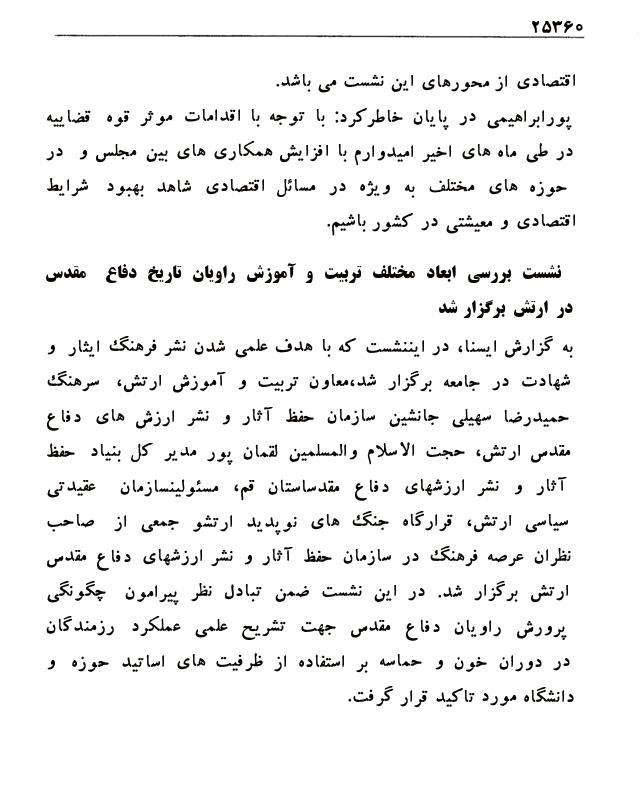 ۲۵۳۶۰
اقتصادی از محورهای این نشست می باشد.
پورابراهیمی در پایان خاطرکرد: با توجه با اقدامات موثر قوه قضاییه
در طی ماه های اخیر امیدوارم با افزایش همکاری های بین مجلس و در
حوزه های مختلف به ویژه در مسائل اقتصادی شاهد بهبود شرایط
اقتصادی و معیشتی در کشور باشیم.
نشست بررسی ابعاد مختلف تربیت و آموزش راویان تاریخ دفاع مقدس
در ارتش برگزار شد
به گزارش ایسنا، در ایننشست که با هدف علمی شدن نشر فرهنگ ایثار و
شهادت در جامعه برگزار شد،معاون تربیت و آموزش ارتش، سرهنگ
حمیدرضا سهیلی جانشین سازمان حفظ آثار و نشر ارزش های دفاع
مقدس ارتش، حجت الاسلام والمسلمین لقمان پور مدیر کل بنیاد حفظ
آثار و نشر ارزشهای دفاع مقدساستان قم، مسئولینسازمان عقیدتی
سیاسی ارتش، قرارگاه جنگ های نوپدید ارتشو جمعی از صاحب
نظران عرصه فرهنگ در سازمان حفظ آثار و نشر ارزشهای دفاع مقدس
ارتش برگزار شد. در این نشست ضمن تبادل نظر پیرامون چگونگی
پرورش راویان دفاع مقدس جهت تشریح علمی عملکرد رزمندگان
در دوران خون و حماسه بر استفاده از ظرفیت های اساتید حوزه و
دانشگاه مورد تاکید قرار گرفت.